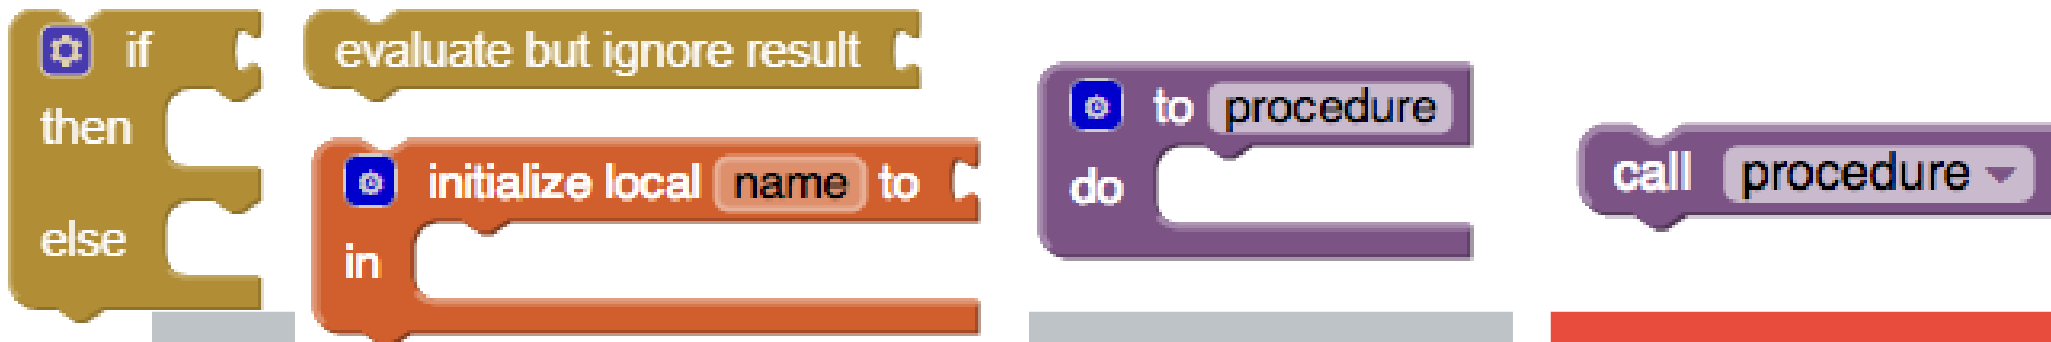 if
then
else
evaluate but ignore result
initialize local name to
in
to procedure
do
call procedure